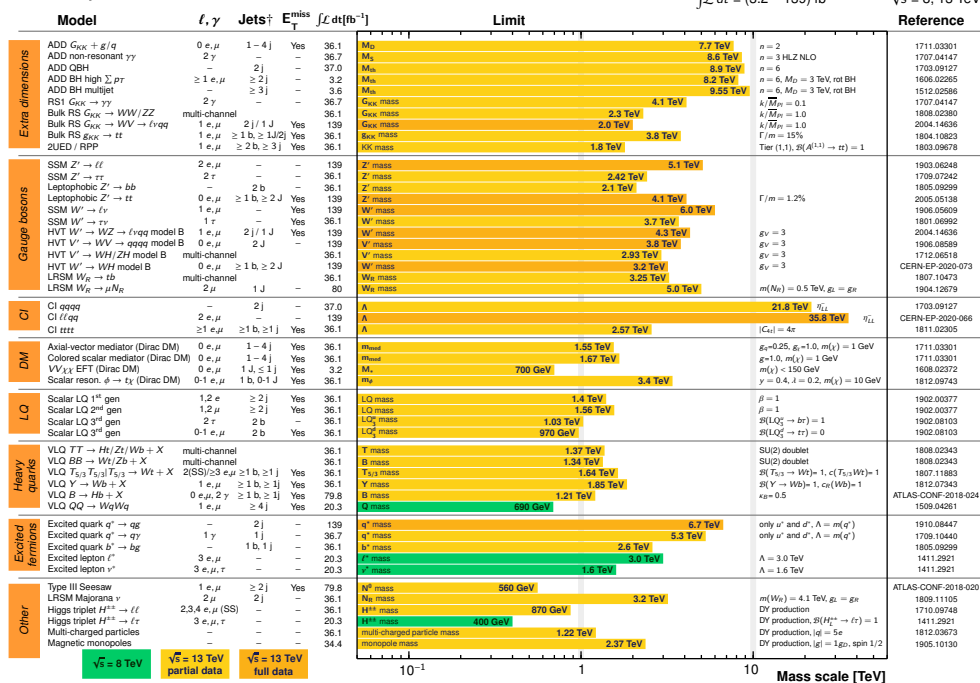 ∫ℒ dt = (3.2 – 139) fb⁻¹ √s = 8, 13 TeV
Model ℓ, γ Jets† E_T^miss ∫ℒ dt[fb⁻¹] Limit Reference
Extra dimensions
ADD G_KK + g/q 0 e, μ 1 – 4 j Yes 36.1 M_D 7.7 TeV n = 2 1711.03301
ADD non-resonant γγ 2 γ – – 36.7 M_S 8.6 TeV n = 3 HLZ NLO 1707.04147
ADD QBH – 2 j – 37.0 M_th 8.9 TeV n = 6 1703.09127
ADD BH high ∑ p_T ≥ 1 e, μ ≥ 2 j – 3.2 M_th 8.2 TeV n = 6, M_D = 3 TeV, rot BH 1606.02265
ADD BH multijet – ≥ 3 j – 3.6 M_th 9.55 TeV n = 6, M_D = 3 TeV, rot BH 1512.02586
RS1 G_KK → γγ 2 γ – – 36.7 G_KK mass 4.1 TeV k/M̅_Pl = 0.1 1707.04147
Bulk RS G_KK → WW/ZZ multi-channel 36.1 G_KK mass 2.3 TeV k/M̅_Pl = 1.0 1808.02380
Bulk RS G_KK → WV → ℓνqq 1 e, μ 2 j / 1 J Yes 139 G_KK mass 2.0 TeV k/M̅_Pl = 1.0 2004.14636
Bulk RS g_KK → tt 1 e, μ ≥ 1 b, ≥ 1J/2j Yes 36.1 g_KK mass 3.8 TeV Γ/m = 15% 1804.10823
2UED / RPP 1 e, μ ≥ 2 b, ≥ 3 j Yes 36.1 KK mass 1.8 TeV Tier (1,1), ℬ(A^(1,1) → tt) = 1 1803.09678
Gauge bosons
SSM Z′ → ℓℓ 2 e, μ – – 139 Z′ mass 5.1 TeV 1903.06248
SSM Z′ → ττ 2 τ – – 36.1 Z′ mass 2.42 TeV 1709.07242
Leptophobic Z′ → bb – 2 b – 36.1 Z′ mass 2.1 TeV 1805.09299
Leptophobic Z′ → tt 0 e, μ ≥ 1 b, ≥ 2 J Yes 139 Z′ mass 4.1 TeV Γ/m = 1.2% 2005.05138
SSM W′ → ℓν 1 e, μ – Yes 139 W′ mass 6.0 TeV 1906.05609
SSM W′ → τν 1 τ – Yes 36.1 W′ mass 3.7 TeV 1801.06992
HVT W′ → WZ → ℓνqq model B 1 e, μ 2 j / 1 J Yes 139 W′ mass 4.3 TeV g_V = 3 2004.14636
HVT V′ → WV → qqqq model B 0 e, μ 2 J – 139 V′ mass 3.8 TeV g_V = 3 1906.08589
HVT V′ → WH/ZH model B multi-channel 36.1 V′ mass 2.93 TeV g_V = 3 1712.06518
HVT W′ → WH model B 0 e, μ ≥ 1 b, ≥ 2 J 139 W′ mass 3.2 TeV g_V = 3 CERN-EP-2020-073
LRSM W_R → tb multi-channel 36.1 W_R mass 3.25 TeV 1807.10473
LRSM W_R → μN_R 2 μ 1 J – 80 W_R mass 5.0 TeV m(N_R) = 0.5 TeV, g_L = g_R 1904.12679
CI
CI qqqq – 2 j – 37.0 Λ 21.8 TeV η⁻_LL 1703.09127
CI ℓℓqq 2 e, μ – – 139 Λ 35.8 TeV η⁻_LL CERN-EP-2020-066
CI tttt ≥1 e,μ ≥1 b, ≥1 j Yes 36.1 Λ 2.57 TeV |C_4t| = 4π 1811.02305
DM
Axial-vector mediator (Dirac DM) 0 e, μ 1 – 4 j Yes 36.1 m_med 1.55 TeV g_q=0.25, g_χ=1.0, m(χ) = 1 GeV 1711.03301
Colored scalar mediator (Dirac DM) 0 e, μ 1 – 4 j Yes 36.1 m_med 1.67 TeV g=1.0, m(χ) = 1 GeV 1711.03301
VVχχ EFT (Dirac DM) 0 e, μ 1 J, ≤ 1 j Yes 3.2 M_* 700 GeV m(χ) < 150 GeV 1608.02372
Scalar reson. φ → tχ (Dirac DM) 0-1 e, μ 1 b, 0-1 J Yes 36.1 m_φ 3.4 TeV y = 0.4, λ = 0.2, m(χ) = 10 GeV 1812.09743
LQ
Scalar LQ 1st gen 1,2 e ≥ 2 j Yes 36.1 LQ mass 1.4 TeV β = 1 1902.00377
Scalar LQ 2nd gen 1,2 μ ≥ 2 j Yes 36.1 LQ mass 1.56 TeV β = 1 1902.00377
Scalar LQ 3rd gen 2 τ 2 b – 36.1 LQ₃ᵘ mass 1.03 TeV ℬ(LQ₃ᵘ → bτ) = 1 1902.08103
Scalar LQ 3rd gen 0-1 e, μ 2 b Yes 36.1 LQ₃ᵈ mass 970 GeV ℬ(LQ₃ᵈ → tτ) = 0 1902.08103
Heavy quarks
VLQ TT → Ht/Zt/Wb + X multi-channel 36.1 T mass 1.37 TeV SU(2) doublet 1808.02343
VLQ BB → Wt/Zb + X multi-channel 36.1 B mass 1.34 TeV SU(2) doublet 1808.02343
VLQ T_5/3 T_5/3|T_5/3 → Wt + X 2(SS)/≥3 e,μ ≥1 b, ≥1 j Yes 36.1 T_5/3 mass 1.64 TeV ℬ(T_5/3 → Wt)= 1, c(T_5/3 Wt)= 1 1807.11883
VLQ Y → Wb + X 1 e, μ ≥ 1 b, ≥ 1j Yes 36.1 Y mass 1.85 TeV ℬ(Y → Wb)= 1, c_R(Wb)= 1 1812.07343
VLQ B → Hb + X 0 e,μ, 2 γ ≥ 1 b, ≥ 1j Yes 79.8 B mass 1.21 TeV κ_B= 0.5 ATLAS-CONF-2018-024
VLQ QQ → WqWq 1 e, μ ≥ 4 j Yes 20.3 Q mass 690 GeV 1509.04261
Excited fermions
Excited quark q* → qg – 2 j – 139 q* mass 6.7 TeV only u* and d*, Λ = m(q*) 1910.08447
Excited quark q* → qγ 1 γ 1 j – 36.7 q* mass 5.3 TeV only u* and d*, Λ = m(q*) 1709.10440
Excited quark b* → bg – 1 b, 1 j – 36.1 b* mass 2.6 TeV 1805.09299
Excited lepton ℓ* 3 e, μ – – 20.3 ℓ* mass 3.0 TeV Λ = 3.0 TeV 1411.2921
Excited lepton ν* 3 e, μ, τ – – 20.3 ν* mass 1.6 TeV Λ = 1.6 TeV 1411.2921
Other
Type III Seesaw 1 e, μ ≥ 2 j Yes 79.8 N⁰ mass 560 GeV ATLAS-CONF-2018-020
LRSM Majorana ν 2 μ 2 j – 36.1 N_R mass 3.2 TeV m(W_R) = 4.1 TeV, g_L = g_R 1809.11105
Higgs triplet H±± → ℓℓ 2,3,4 e, μ (SS) – – 36.1 H±± mass 870 GeV DY production 1710.09748
Higgs triplet H±± → ℓτ 3 e, μ, τ – – 20.3 H±± mass 400 GeV DY production, ℬ(H_L±± → ℓτ) = 1 1411.2921
Multi-charged particles – – – 36.1 multi-charged particle mass 1.22 TeV DY production, |q| = 5e 1812.03673
Magnetic monopoles – – – 34.4 monopole mass 2.37 TeV DY production, |g| = 1g_D, spin 1/2 1905.10130
√s = 8 TeV √s = 13 TeV partial data √s = 13 TeV full data
10⁻¹ 1 10
Mass scale [TeV]